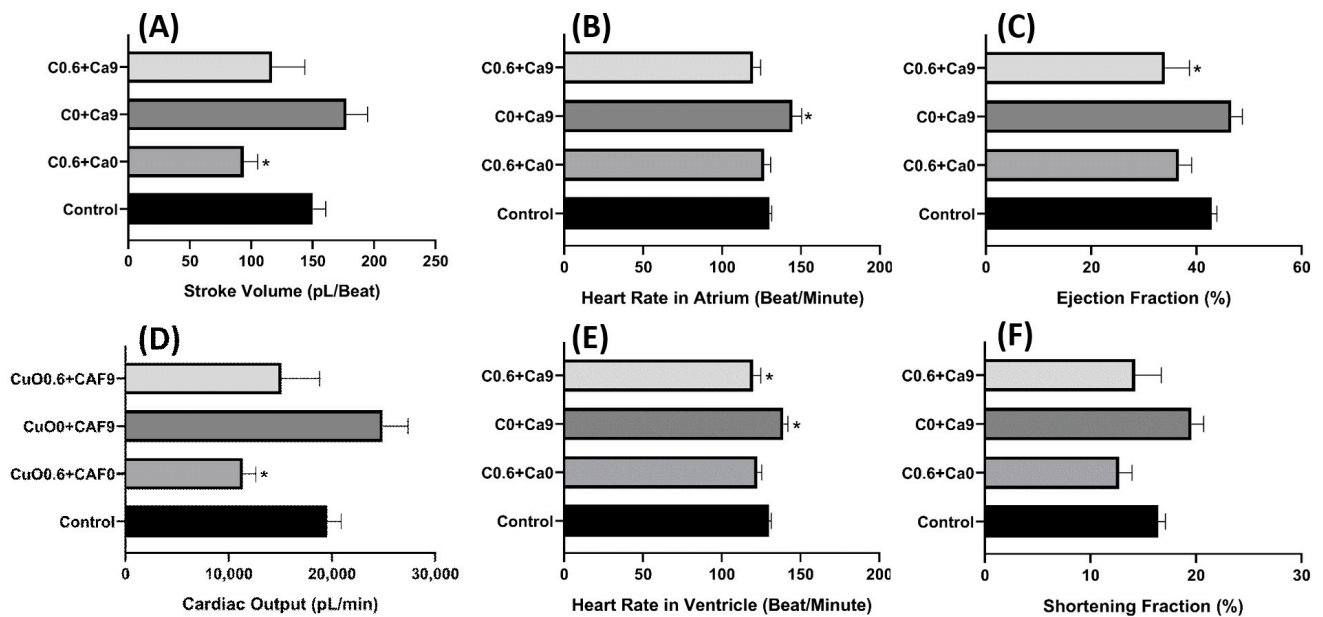 (A)
C0.6+Ca9
C0+Ca9
*
C0.6+Ca0
Control
0 50 100 150 200 250
Stroke Volume (pL/Beat)
(B)
C0.6+Ca9
C0+Ca9
*
C0.6+Ca0
Control
0 50 100 150 200
Heart Rate in Atrium (Beat/Minute)
(C)
C0.6+Ca9
*
C0+Ca9
C0.6+Ca0
Control
0 20 40 60
Ejection Fraction (%)
(D)
CuO0.6+CAF9
CuO0+CAF9
CuO0.6+CAF0
*
Control
0 10,000 20,000 30,000
Cardiac Output (pL/min)
(E)
C0.6+Ca9
*
C0+Ca9
*
C0.6+Ca0
Control
0 50 100 150 200
Heart Rate in Ventricle (Beat/Minute)
(F)
C0.6+Ca9
C0+Ca9
C0.6+Ca0
Control
0 10 20 30
Shortening Fraction (%)